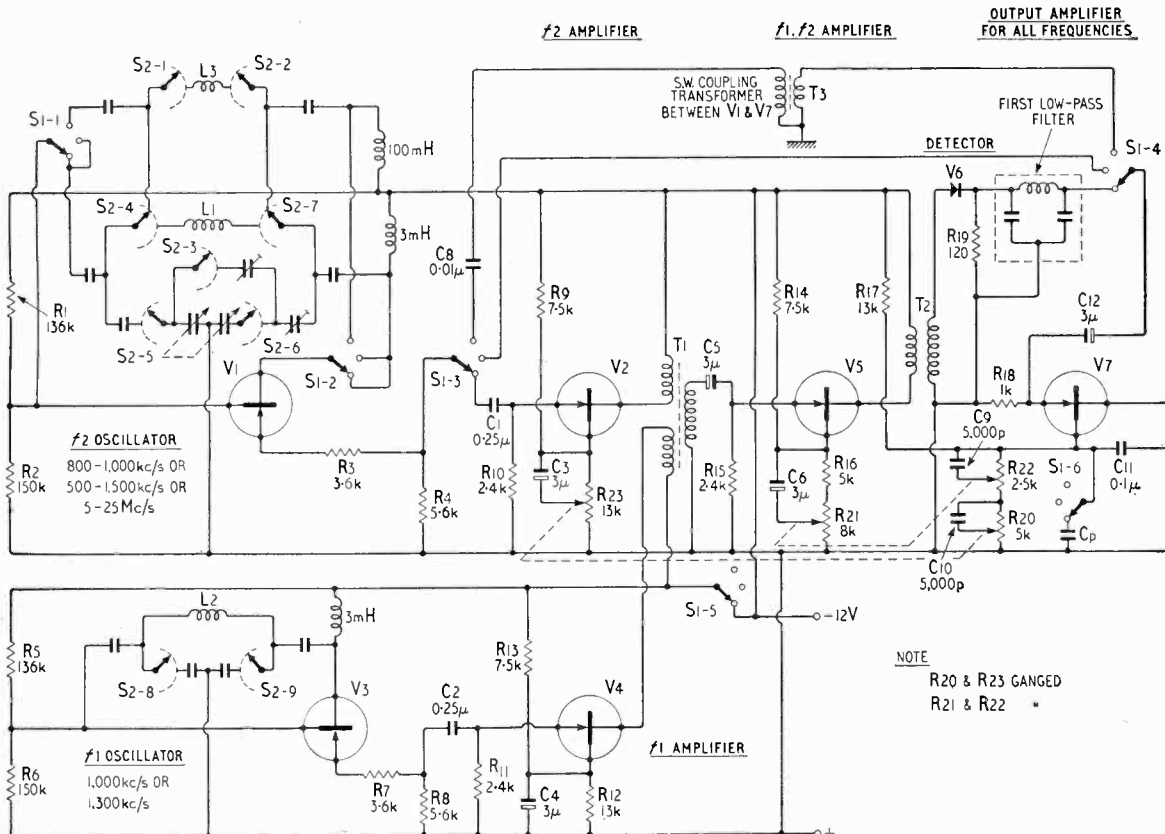 f2 AMPLIFIER
f1. f2 AMPLIFIER
OUTPUT AMPLIFIER
FOR ALL FREQUENCIES
S2-1
L3
S2-2
S1-1
100mH
S.W. COUPLING
TRANSFORMER
BETWEEN V1 & V7
T3
FIRST LOW-PASS
FILTER
DETECTOR
S1-4
V6
S2-4
L1
S2-7
S2-3
3mH
C8
0·01µ
R19
120
R1
136k
S2-5
S2-6
R9
7·5k
R14
7·5k
R17
13k
T2
C12
3µ
V1
S1-2
S1-3
V2
T1
C5
3µ
V5
R18
1k
V7
f2 OSCILLATOR
800-1,000kc/s OR
500-1,500kc/s OR
5-25Mc/s
C1
0·25µ
C9
5,000p
R2
150k
R3
3·6k
R4
5·6k
R10
2·4k
C3
3µ
R23
13k
R15
2·4k
C6
3µ
R16
5k
R21
8k
R22
2·5k
S1-6
C11
0·1µ
R20
5k
Cp
C10
5,000p
L2
3mH
S1-5
-12V
R5
136k
S2-8
S2-9
V3
C2
0·25µ
R13
7·5k
V4
NOTE
R20 & R23 GANGED
R21 & R22 "
f1 OSCILLATOR
1,000kc/s OR
1,300kc/s
f1 AMPLIFIER
R6
150k
R7
3·6k
R8
5·6k
R11
2·4k
C4
3µ
R12
13k
+